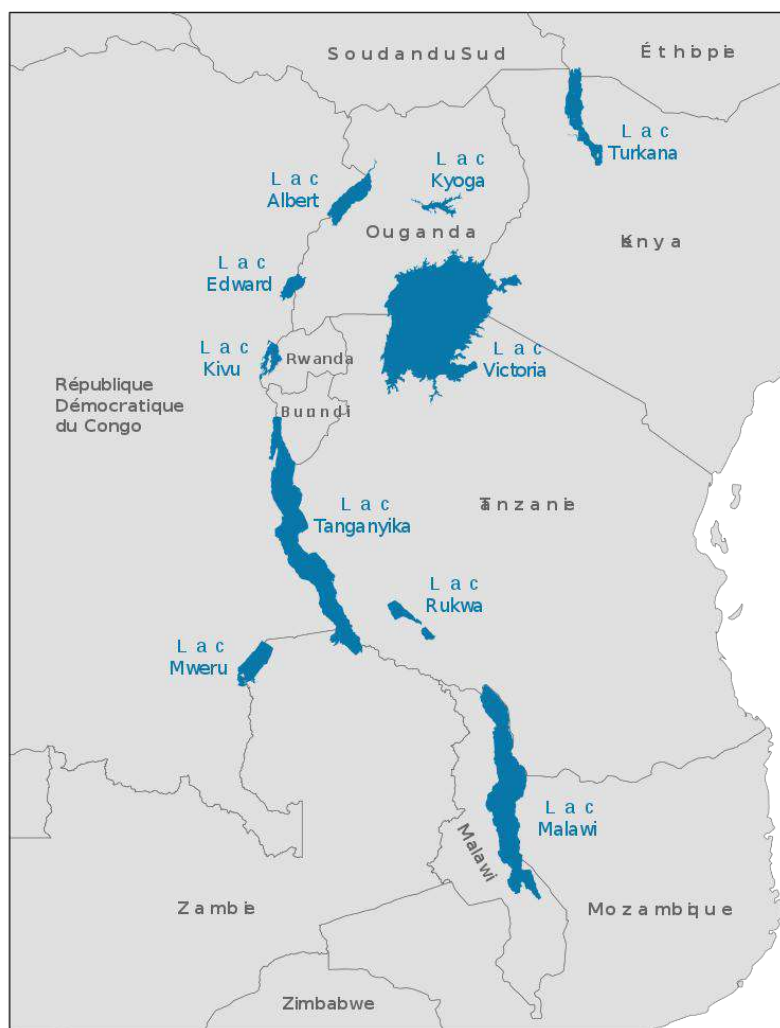 Soudan du Sud
Éthiopie
Lac
Turkana
Lac
Kyoga
Lac
Albert
Ouganda
Kenya
Lac
Edward
Lac
Kivu
Rwanda
Lac
Victoria
République
Démocratique
du Congo
Burundi
Lac
Tanganyika
Tanzanie
Lac
Rukwa
Lac
Mweru
Lac
Malawi
Malawi
Zambie
Mozambique
Zimbabwe